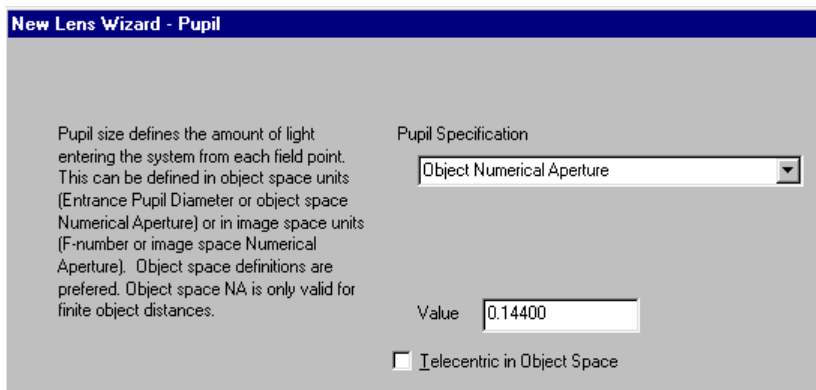 New Lens Wizard - Pupil
Pupil size defines the amount of light
entering the system from each field point.
This can be defined in object space units
(Entrance Pupil Diameter or object space
Numerical Aperture) or in image space units
(F-number or image space Numerical
Aperture).  Object space definitions are
prefered. Object space NA is only valid for
finite object distances.
Pupil Specification
Object Numerical Aperture
Value 0.14400
Telecentric in Object Space